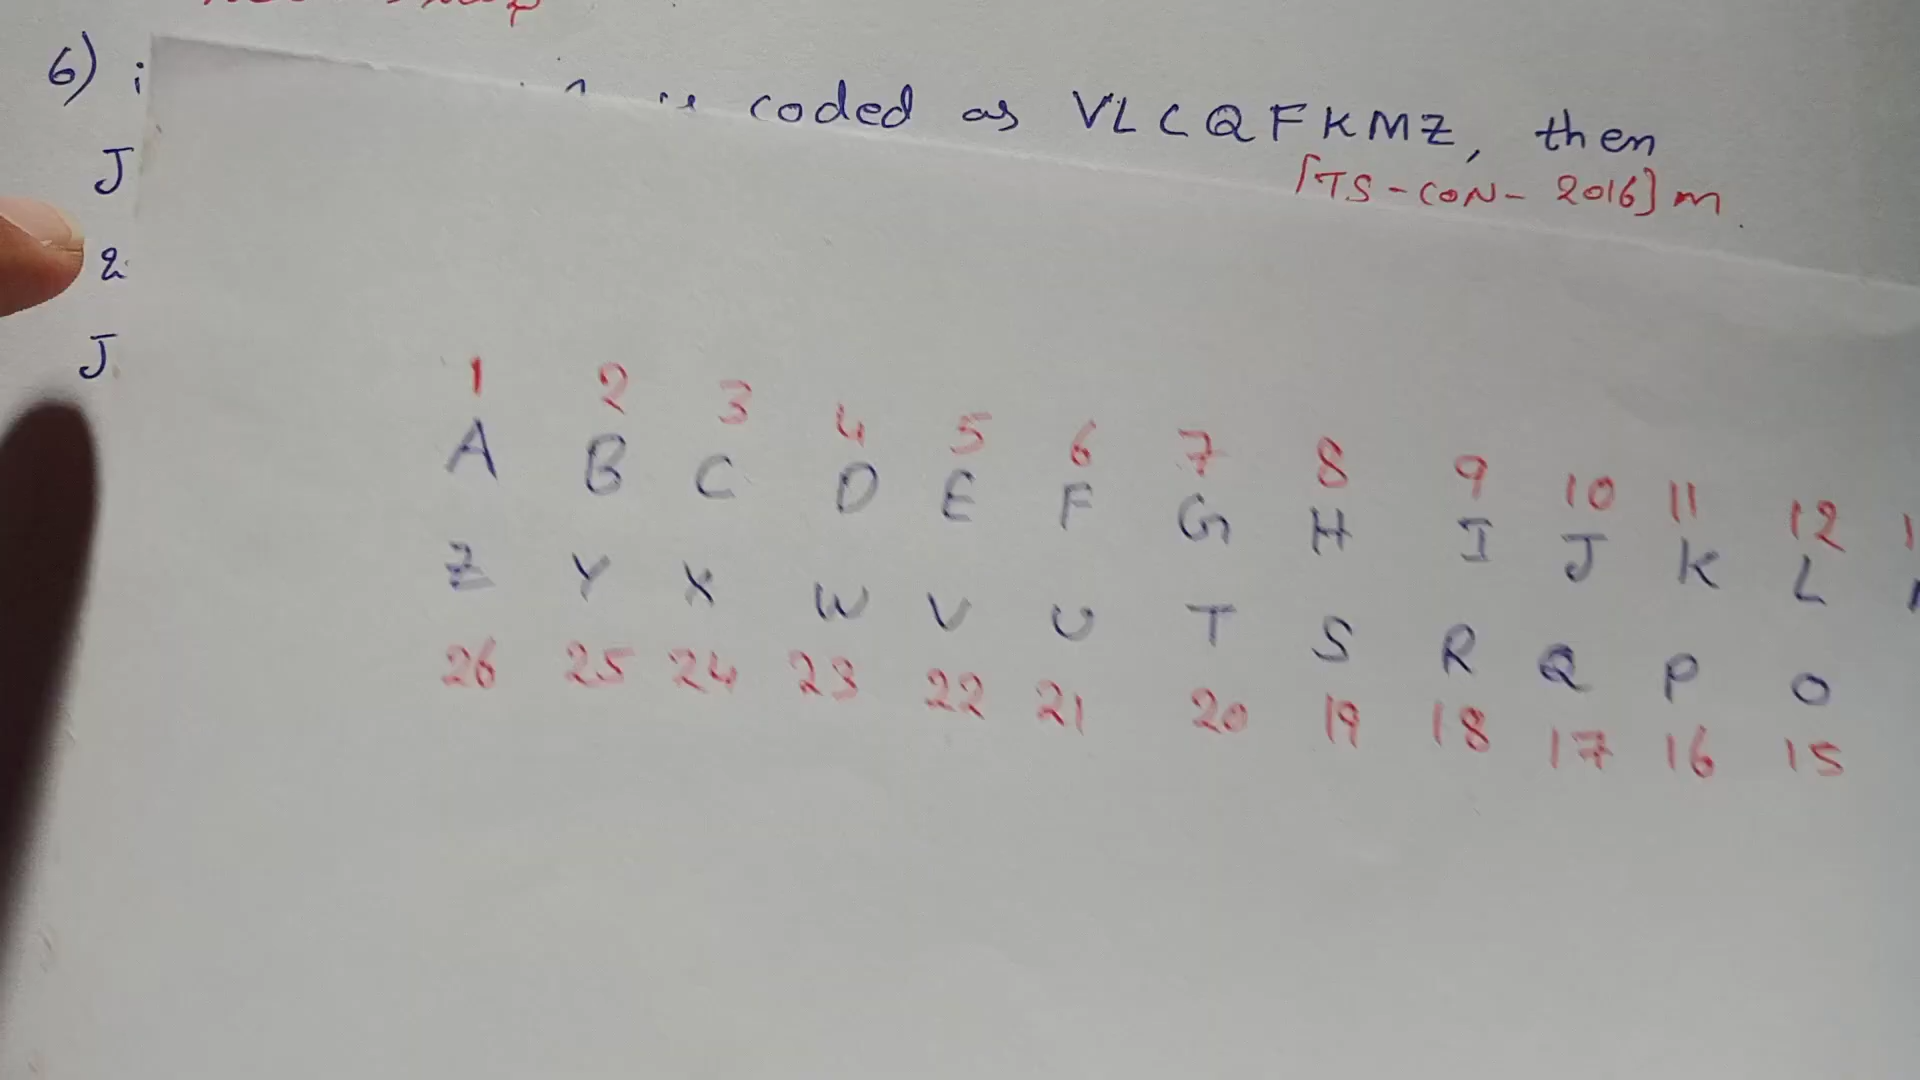 6) i
coded as VLCQFKMZ, then
J [TS-CON-2016] m.
2
J
1 2 3 4 5 6 7 8 9 10 11 12
A B C D E F G H I J K L
Z Y X W V U T S R Q P O
26 25 24 23 22 21 20 19 18 17 16 15